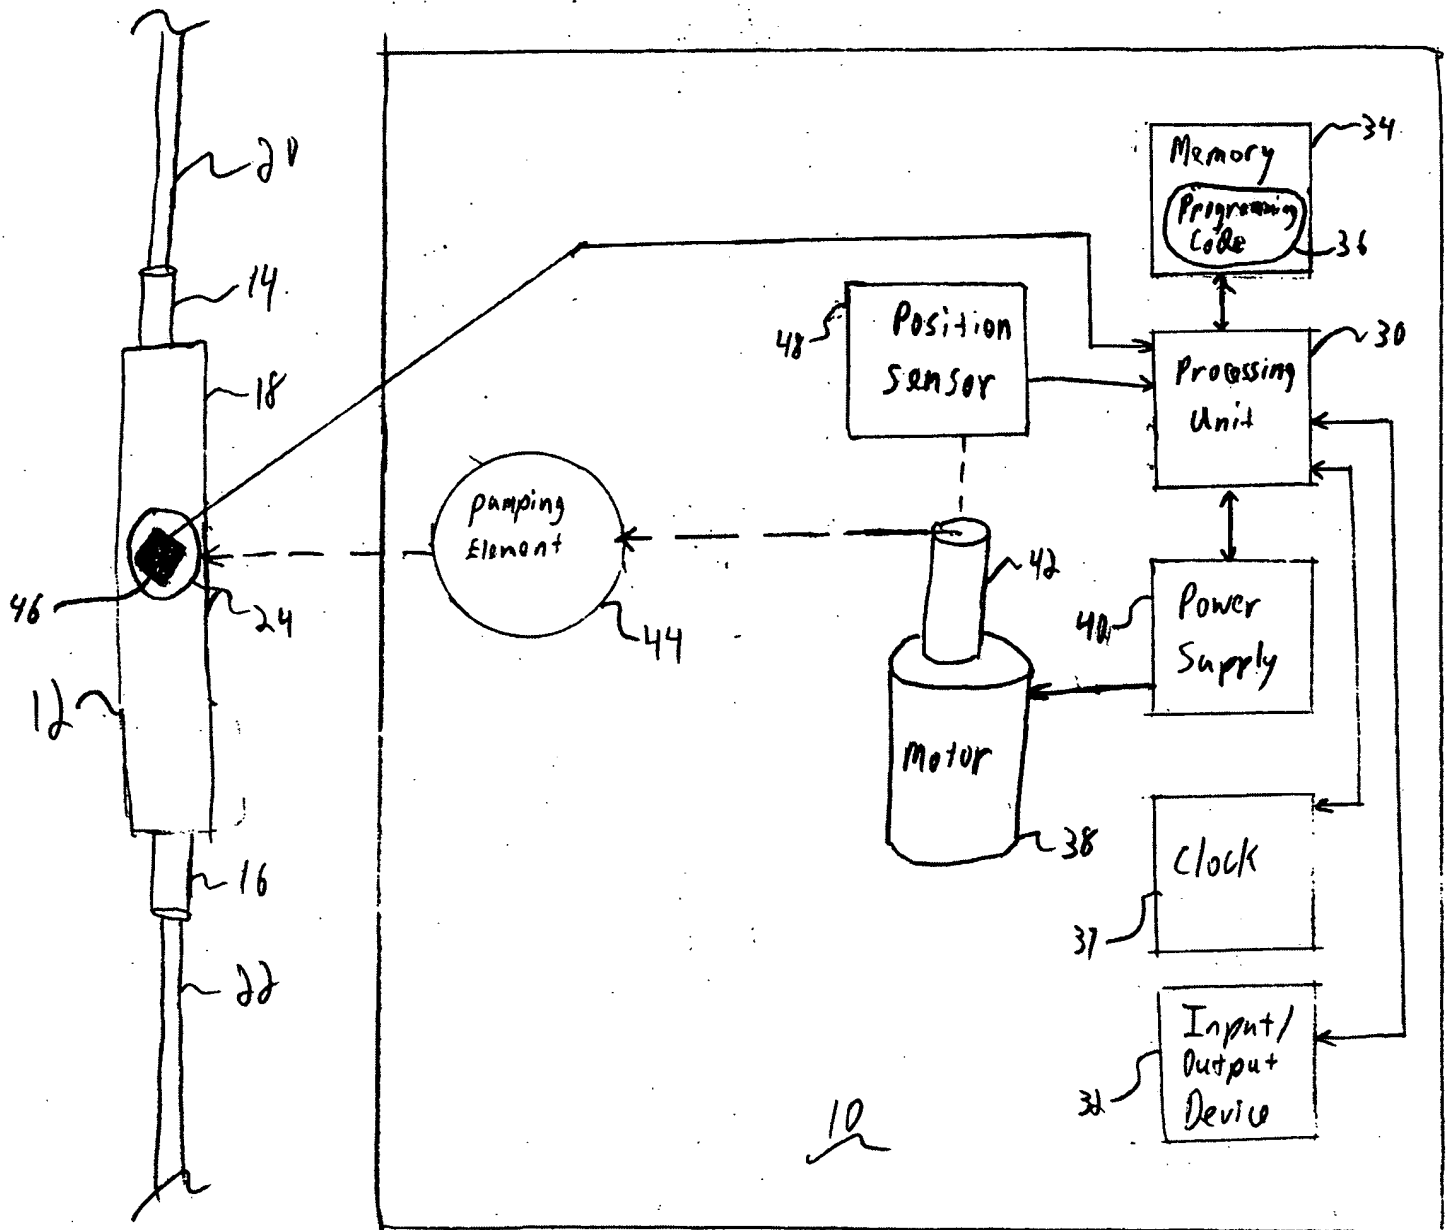 20
34
Memory
Programming
Code
36
14
Position
Sensor
48
30
Processing
Unit
18
Pumping
Element
42
46
24
44
40
Power
Supply
12
Motor
38
Clock
16
37
22
Input/
Output
Device
32
10